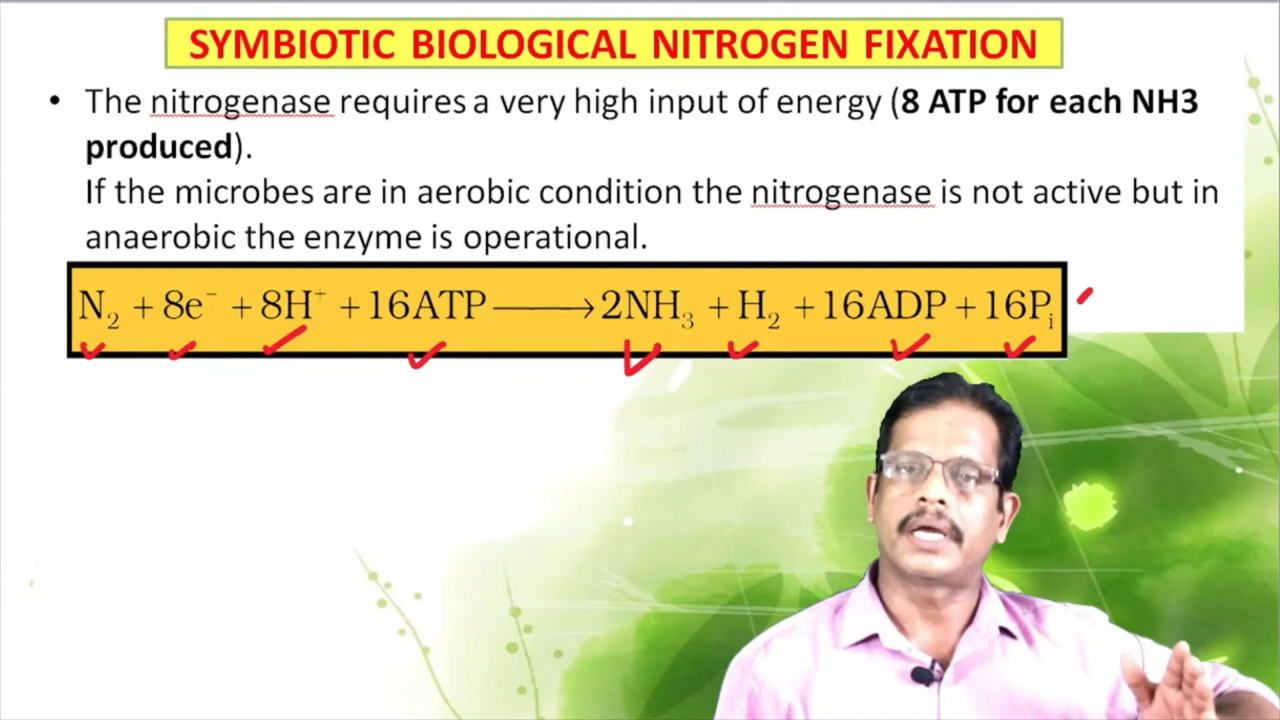 SYMBIOTIC BIOLOGICAL NITROGEN FIXATION
• The nitrogenase requires a very high input of energy (8 ATP for each NH3
produced).
If the microbes are in aerobic condition the nitrogenase is not active but in
anaerobic the enzyme is operational.
N₂ + 8e⁻ + 8H⁺ + 16ATP ⟶ 2NH₃ + H₂ + 16ADP + 16Pᵢ